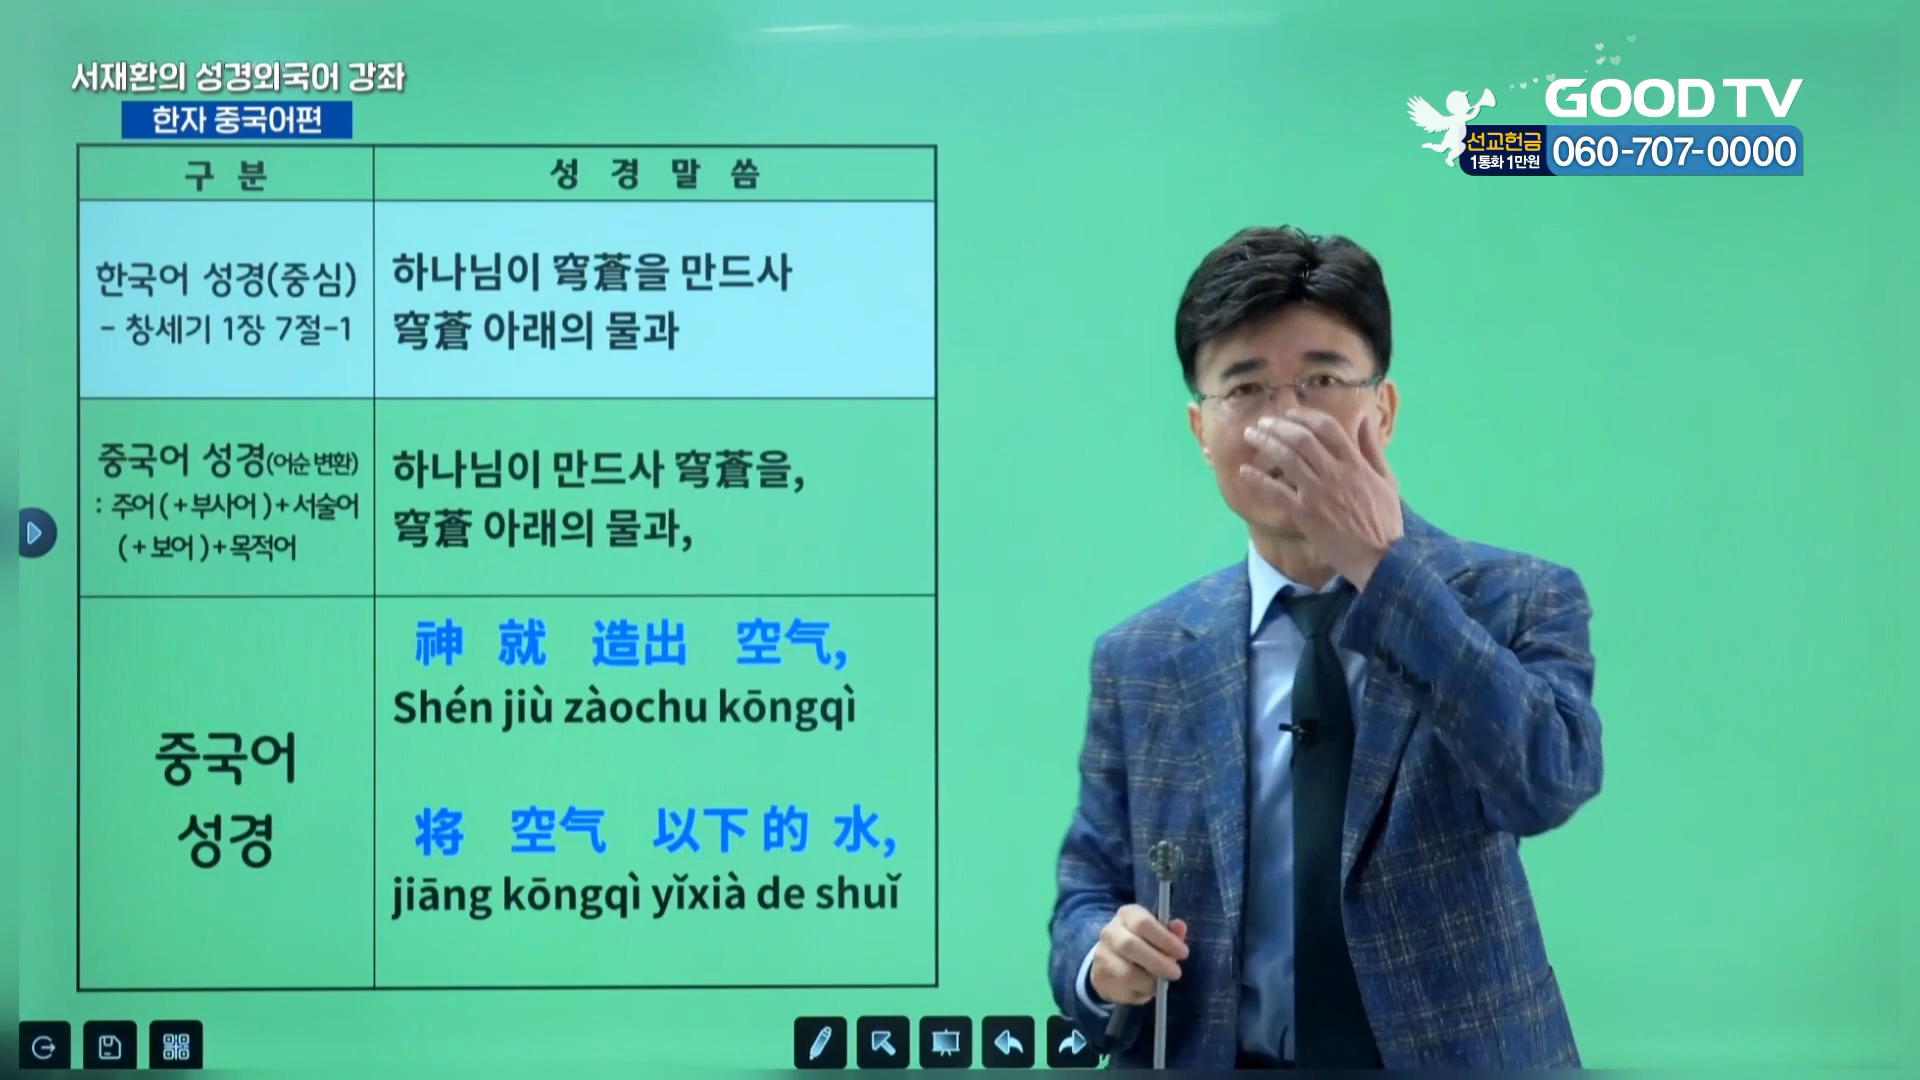 서재환의 성경외국어 강좌
한자 중국어편
GOOD TV
선교헌금
1통화 1만원
060-707-0000
구 분
성 경 말 씀
한국어 성경(중심)
- 창세기 1장 7절-1
하나님이 穹蒼을 만드사
穹蒼 아래의 물과
중국어 성경(어순 변환)
: 주어 ( + 부사어 ) + 서술어
( + 보어 ) + 목적어
하나님이 만드사 穹蒼을,
穹蒼 아래의 물과,
중국어
성경
神 就 造出 空气,
Shén jiù zàochu kōngqì
将 空气 以下 的 水,
jiāng kōngqì yǐxià de shuǐ